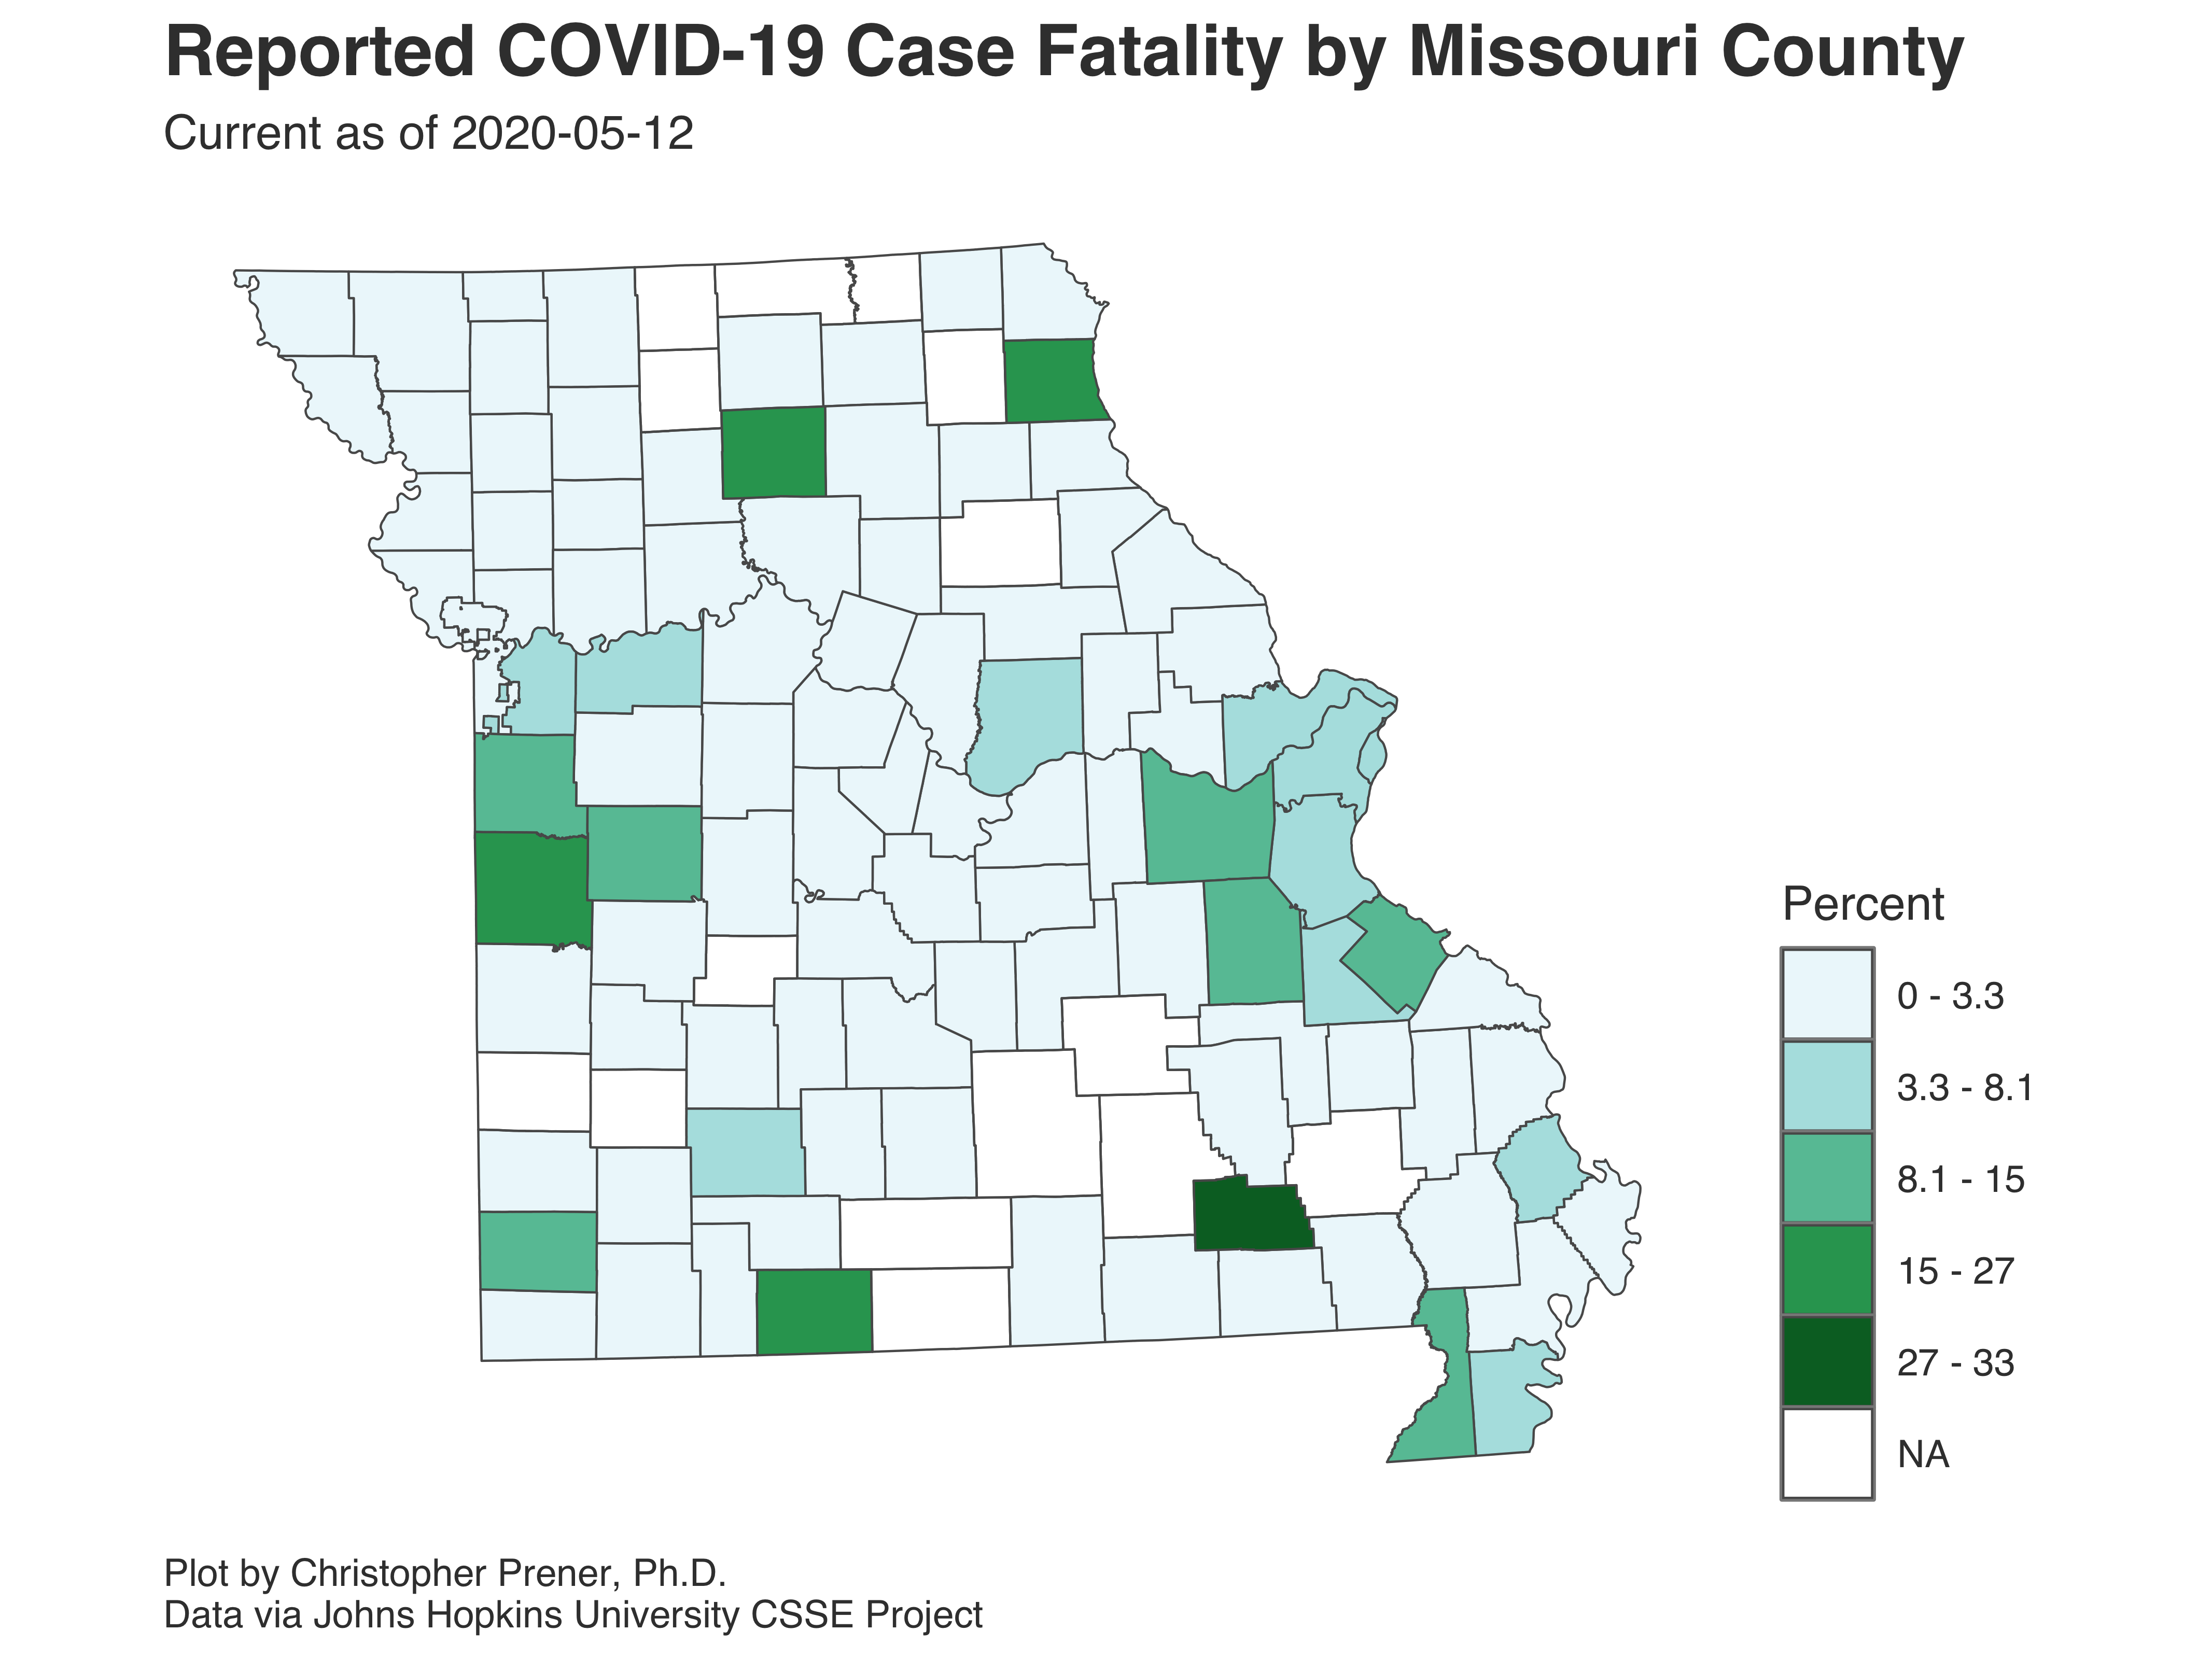 Reported COVID-19 Case Fatality by Missouri County
Current as of 2020-05-12
Percent
0 - 3.3
3.3 - 8.1
8.1 - 15
15 - 27
27 - 33
NA
Plot by Christopher Prener, Ph.D.
Data via Johns Hopkins University CSSE Project